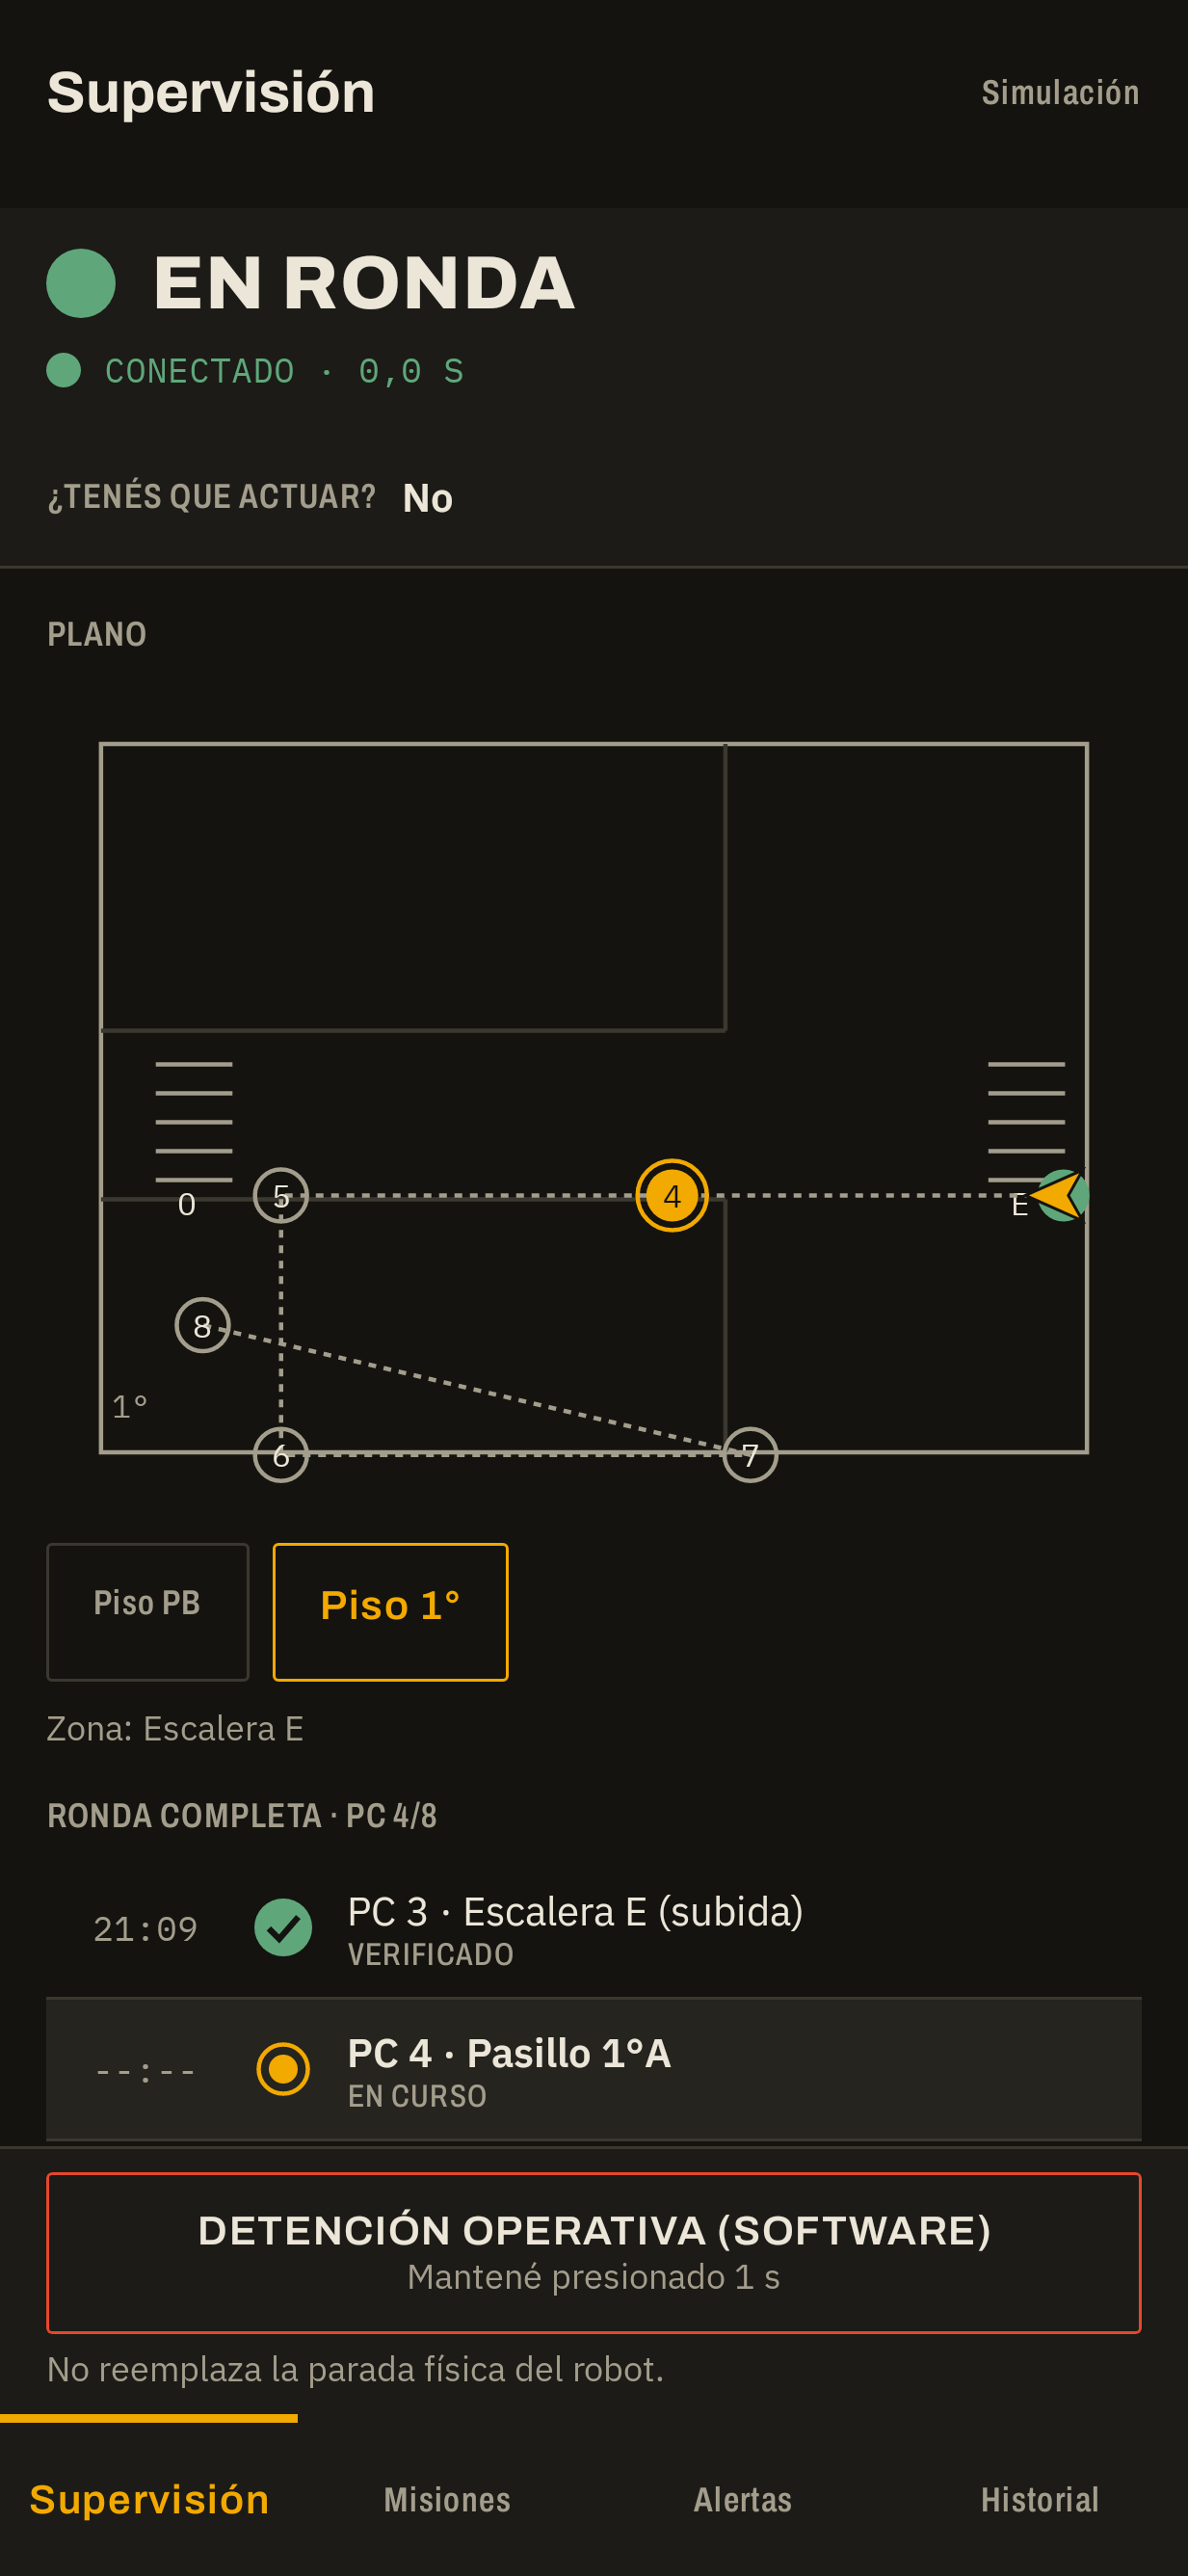 Supervisión
Simulación
EN RONDA
CONECTADO · 0,0 S
¿TENÉS QUE ACTUAR? No
PLANO
O
5
4
E
8
1°
6
7
Piso PB
Piso 1°
Zona: Escalera E
RONDA COMPLETA · PC 4/8
21:09
PC 3 · Escalera E (subida)
VERIFICADO
--:--
PC 4 · Pasillo 1°A
EN CURSO
DETENCIÓN OPERATIVA (SOFTWARE)
Mantené presionado 1 s
No reemplaza la parada física del robot.
Supervisión
Misiones
Alertas
Historial